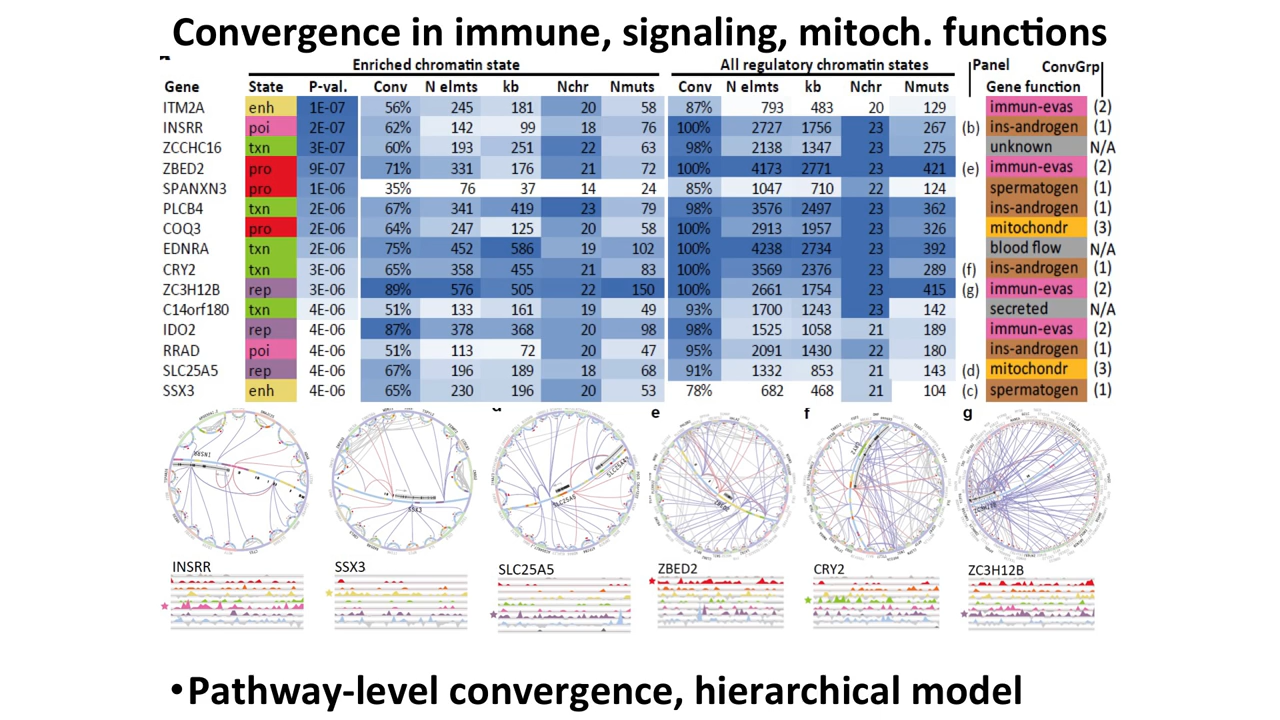 Convergence in immune, signaling, mitoch. functions
Enriched chromatin state All regulatory chromatin states Panel ConvGrp
Gene State P-val. Conv N elmts kb Nchr Nmuts Conv N elmts kb Nchr Nmuts Gene function
ITM2A enh 1E-07 56% 245 181 20 58 87% 793 483 20 129 immun-evas (2)
INSRR poi 2E-07 62% 142 99 18 76 100% 2727 1756 23 267 (b) ins-androgen (1)
ZCCHC16 txn 3E-07 60% 193 251 22 63 98% 2138 1347 23 275 unknown N/A
ZBED2 pro 9E-07 71% 331 176 21 72 100% 4173 2771 23 421 (e) immun-evas (2)
SPANXN3 pro 1E-06 35% 76 37 14 24 85% 1047 710 22 124 spermatogen (1)
PLCB4 txn 2E-06 67% 341 419 23 79 98% 3576 2497 23 362 ins-androgen (1)
COQ3 pro 2E-06 64% 247 125 20 58 100% 2913 1957 23 326 mitochondr (3)
EDNRA txn 2E-06 75% 452 586 19 102 100% 4238 2734 23 392 blood flow N/A
CRY2 txn 3E-06 65% 358 455 21 83 100% 3569 2376 23 289 (f) ins-androgen (1)
ZC3H12B rep 3E-06 89% 576 505 22 150 100% 2661 1754 23 415 (g) immun-evas (2)
C14orf180 txn 4E-06 51% 133 161 19 49 93% 1700 1243 23 142 secreted N/A
IDO2 rep 4E-06 87% 378 368 20 98 98% 1525 1058 21 189 immun-evas (2)
RRAD poi 4E-06 51% 113 72 20 47 95% 2091 1430 22 180 ins-androgen (1)
SLC25A5 rep 4E-06 67% 196 189 18 68 91% 1332 853 21 143 (d) mitochondr (3)
SSX3 enh 4E-06 65% 230 196 20 53 78% 682 468 21 104 (c) spermatogen (1)
e f g
INSRR SSX3 SLC25A5 ZBED2 CRY2 ZC3H12B
•Pathway-level convergence, hierarchical model